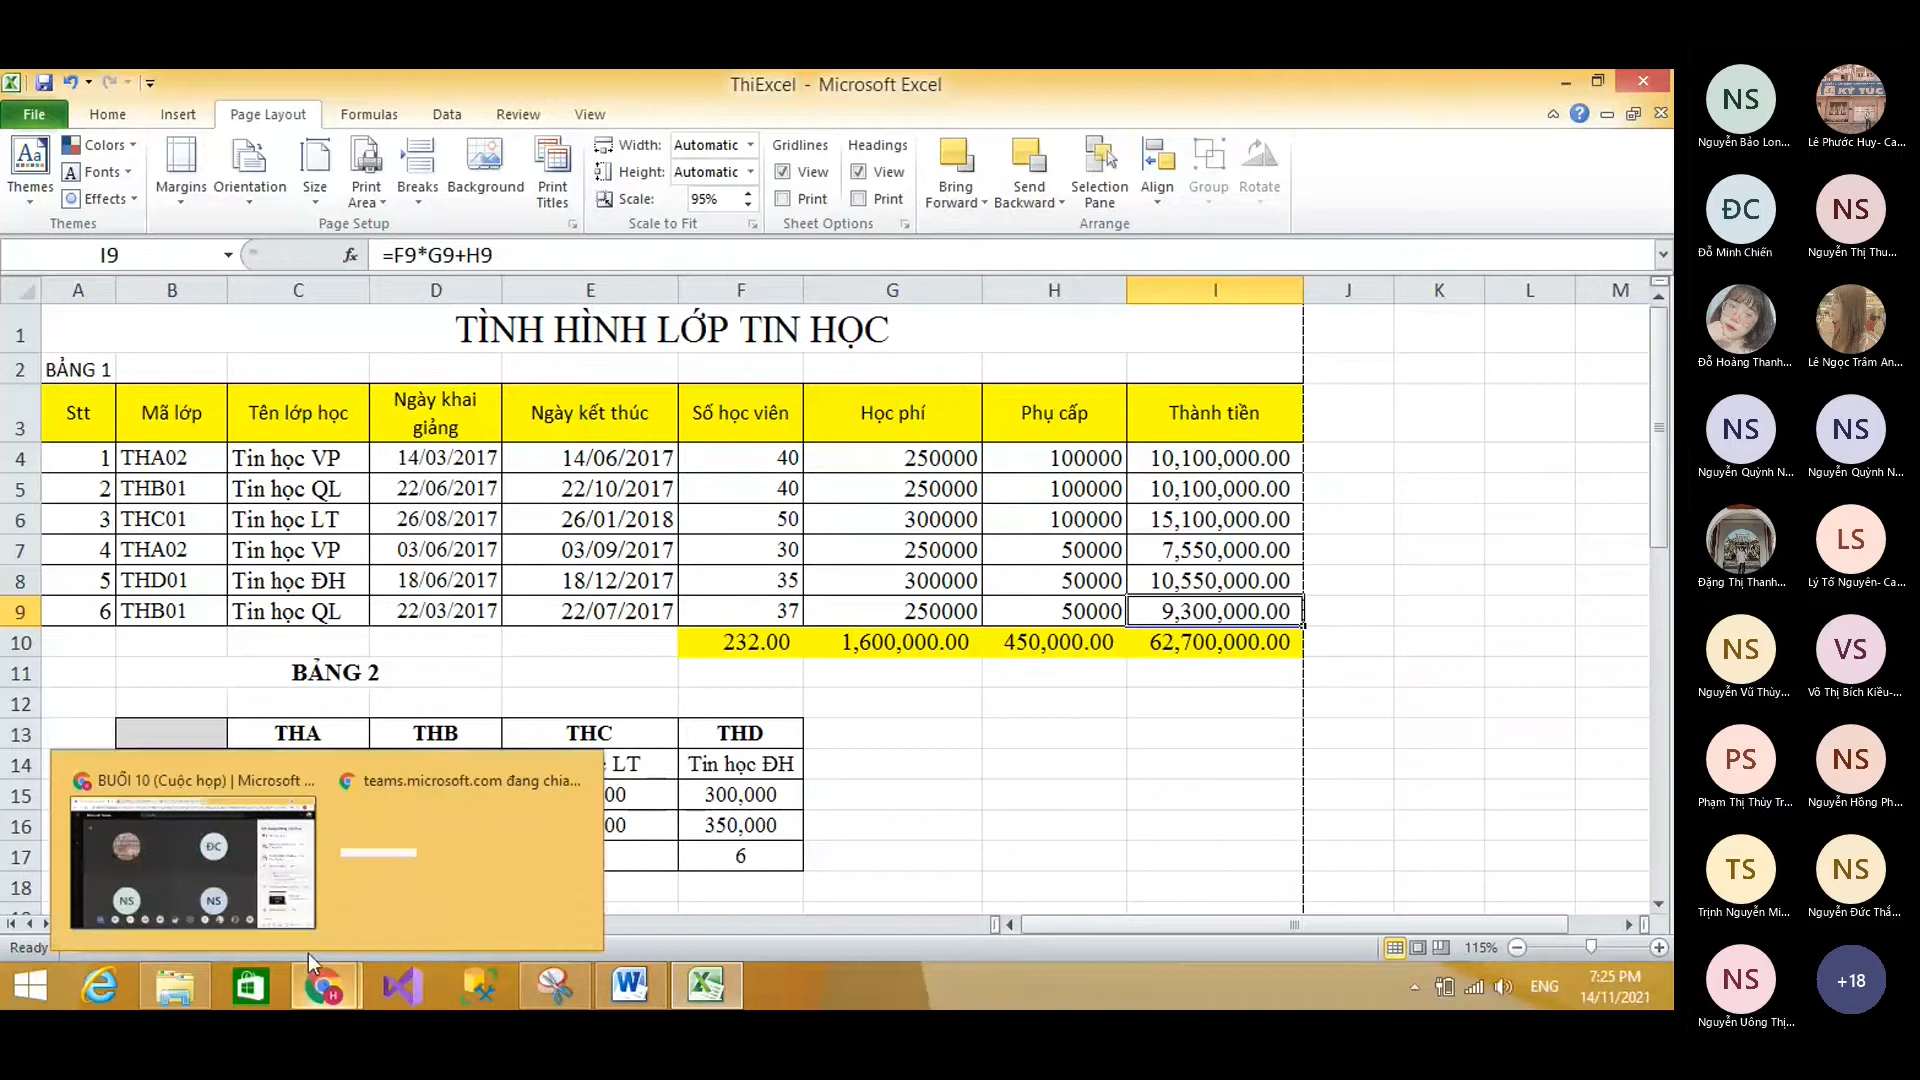 ThiExcel - Microsoft Excel
File Home Insert Page Layout Formulas Data Review View
Themes
Colors
Fonts
Effects
Themes
Margins Orientation Size Print Area Breaks Background Print Titles
Page Setup
Width: Automatic
Height: Automatic
Scale: 95%
Scale to Fit
Gridlines Headings
View View
Print Print
Sheet Options
Bring Forward Send Backward Selection Pane Align Group Rotate
Arrange
I9 fx =F9*G9+H9
A B C D E F G H I J K L M
1 TÌNH HÌNH LỚP TIN HỌC
2 BẢNG 1
3 Stt Mã lớp Tên lớp học Ngày khai giảng Ngày kết thúc Số học viên Học phí Phụ cấp Thành tiền
4 1 THA02 Tin học VP 14/03/2017 14/06/2017 40 250000 100000 10,100,000.00
5 2 THB01 Tin học QL 22/06/2017 22/10/2017 40 250000 100000 10,100,000.00
6 3 THC01 Tin học LT 26/08/2017 26/01/2018 50 300000 100000 15,100,000.00
7 4 THA02 Tin học VP 03/06/2017 03/09/2017 30 250000 50000 7,550,000.00
8 5 THD01 Tin học ĐH 18/06/2017 18/12/2017 35 300000 50000 10,550,000.00
9 6 THB01 Tin học QL 22/03/2017 22/07/2017 37 250000 50000 9,300,000.00
10 232.00 1,600,000.00 450,000.00 62,700,000.00
11 BẢNG 2
12
13 THA THB THC THD
14 LT Tin học ĐH
15 00 300,000
16 00 350,000
17 6
18
BUỔI 10 (Cuộc họp) | Microsoft ... teams.microsoft.com đang chia...
ĐC
NS NS
Ready 115%
ENG 7:25 PM
14/11/2021
NS
Nguyễn Bảo Lon... Lê Phước Huy- Ca...
KÝ TÚC
ĐC NS
Đỗ Minh Chiến Nguyễn Thị Thu...
Đỗ Hoàng Thanh... Lê Ngọc Trâm An...
NS NS
Nguyễn Quỳnh N... Nguyễn Quỳnh N...
LS
Đặng Thị Thanh... Lý Tố Nguyên- Ca...
NS VS
Nguyễn Vũ Thùy... Võ Thị Bích Kiều-...
PS NS
Phạm Thị Thùy Tr... Nguyễn Hồng Ph...
TS NS
Trịnh Nguyễn Mi... Nguyễn Đức Thắ...
NS +18
Nguyễn Uông Thị...